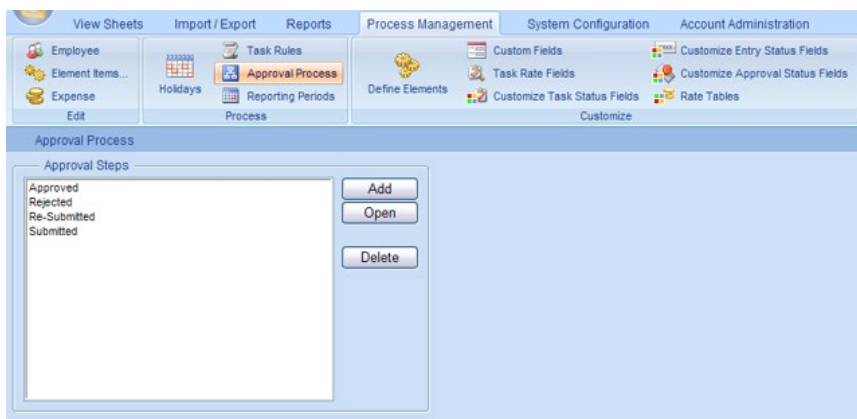 View Sheets Import / Export Reports Process Management System Configuration Account Administration
Employee Task Rules Custom Fields Customize Entry Status Fields
Element Items... Approval Process Task Rate Fields Customize Approval Status Fields
Expense Holidays Reporting Periods Define Elements Customize Task Status Fields Rate Tables
Edit Process Customize
Approval Process
Approval Steps
Approved Add
Rejected
Re-Submitted Open
Submitted
Delete